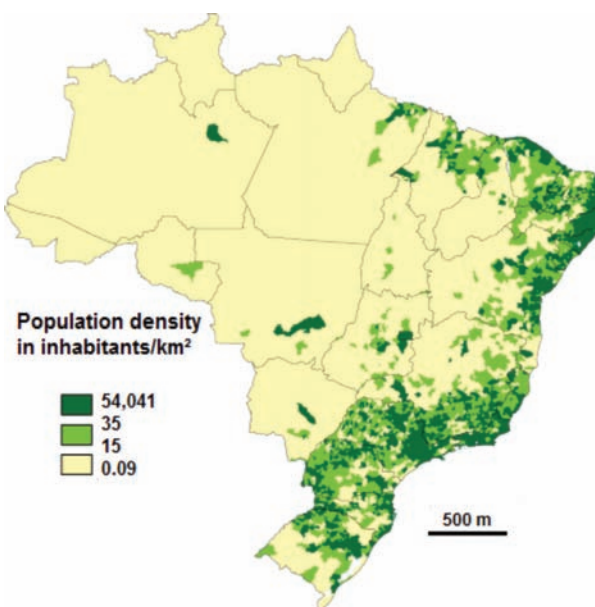 Population density
in inhabitants/km²
54,041
35
15
0.09
500 m